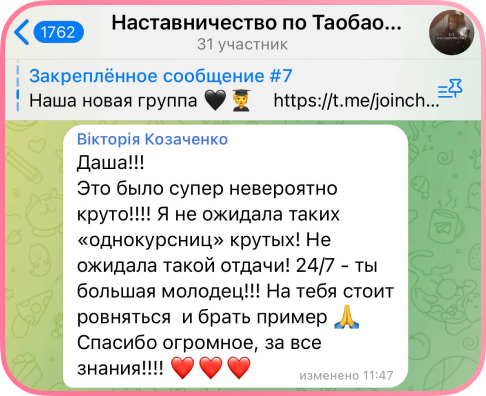 1762
Наставничество по Таобао...
31 участник
Закреплённое сообщение #7
Наша новая группа 🖤 👨‍🎓 https://t.me/joinch...
Вікторія Козаченко
Даша!!!
Это было супер невероятно
круто!!!! Я не ожидала таких
«однокурсниц» крутых! Не
ожидала такой отдачи! 24/7 - ты
большая молодец!!! На тебя стоит
ровняться и брать пример 🙏
Спасибо огромное, за все
знания!!!! ❤️❤️❤️
изменено 11:47